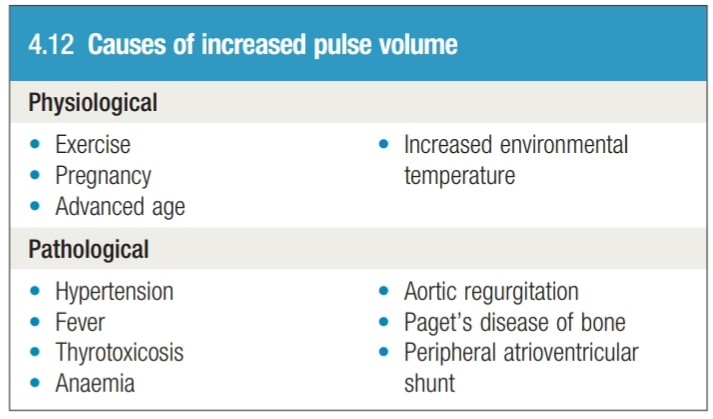 4.12 Causes of increased pulse volume
Physiological
• Exercise
• Pregnancy
• Advanced age
• Increased environmental
temperature
Pathological
• Hypertension
• Fever
• Thyrotoxicosis
• Anaemia
• Aortic regurgitation
• Paget's disease of bone
• Peripheral atrioventricular
shunt